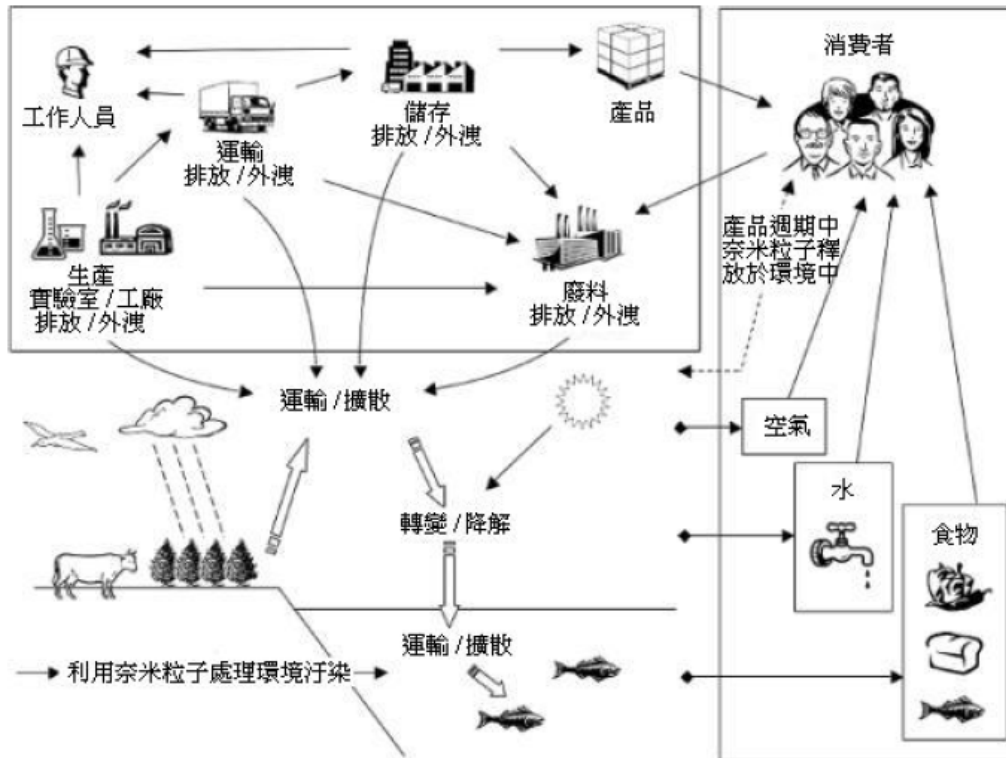 工作人員
運輸
排放/外洩
儲存
排放/外洩
產品
消費者
生產
實驗室/工廠
排放/外洩
廢料
排放/外洩
產品週期中
奈米粒子釋
放於環境中
運輸/擴散
空氣
轉變/降解
水
食物
運輸/擴散
利用奈米粒子處理環境汙染